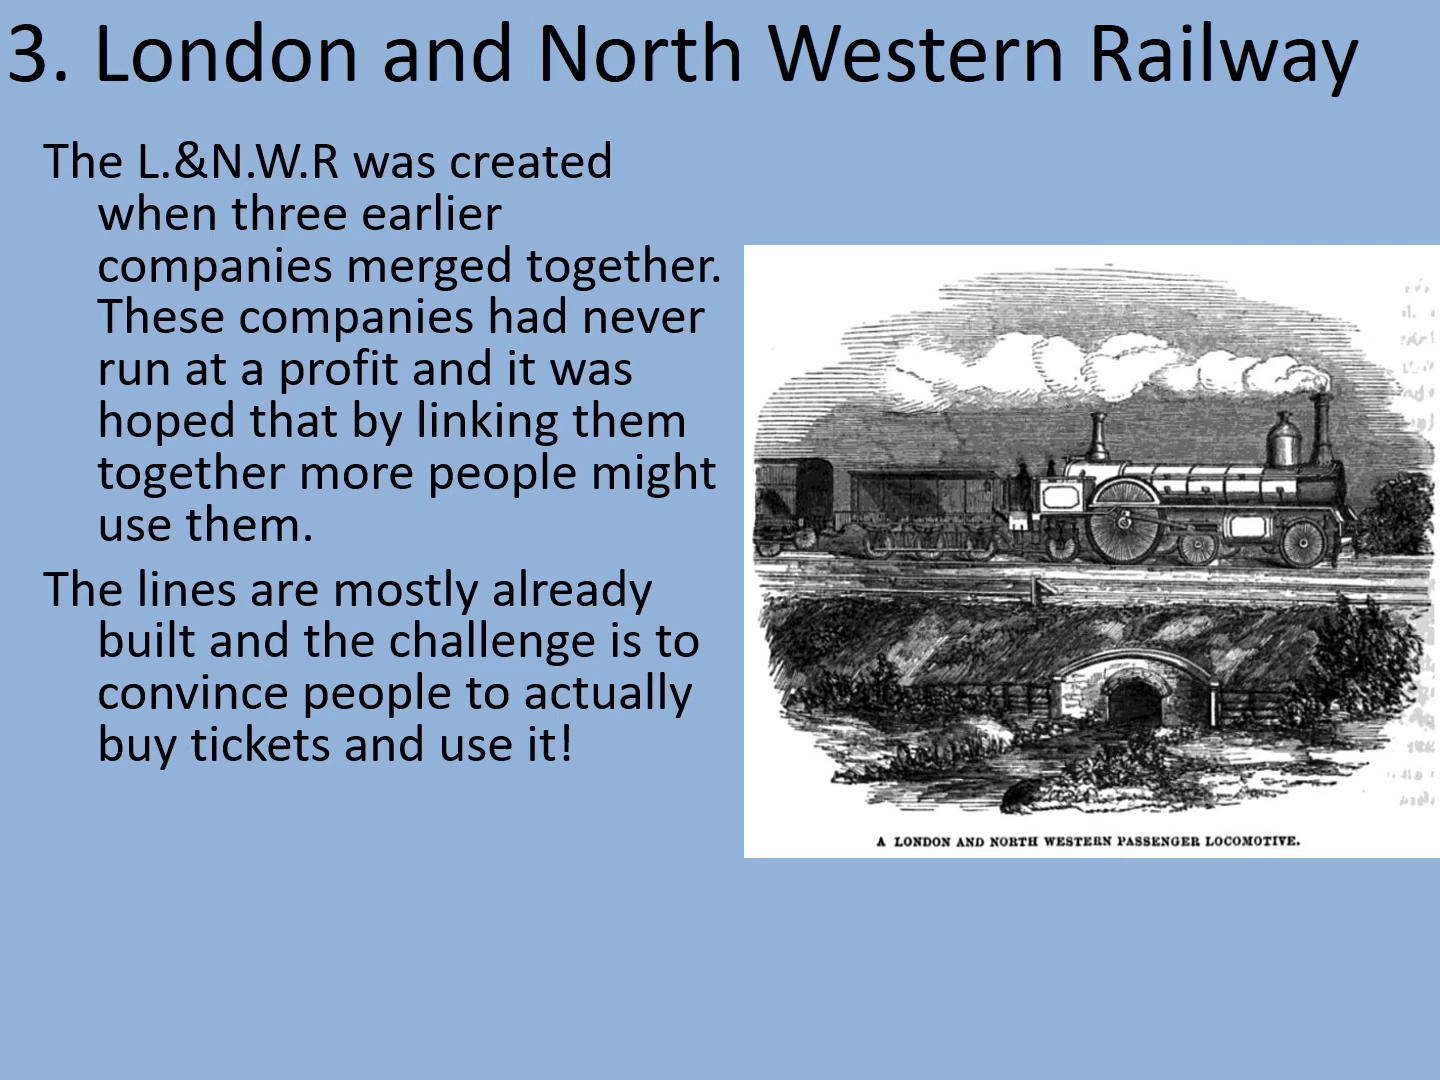 3. London and North Western Railway
The L.&N.W.R was created
when three earlier
companies merged together.
These companies had never
run at a profit and it was
hoped that by linking them
together more people might
use them.
The lines are mostly already
built and the challenge is to
convince people to actually
buy tickets and use it!
A LONDON AND NORTH WESTERN PASSENGER LOCOMOTIVE.